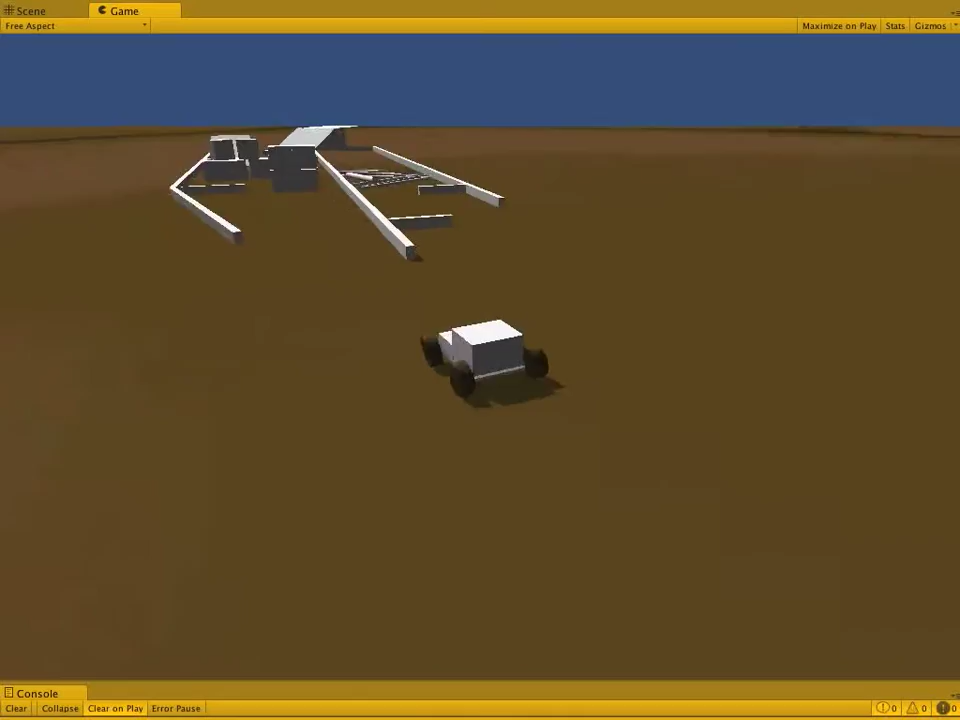 Scene Game
Free Aspect Maximize on Play Stats Gizmos
Console
Clear Collapse Clear on Play Error Pause 0 0 0